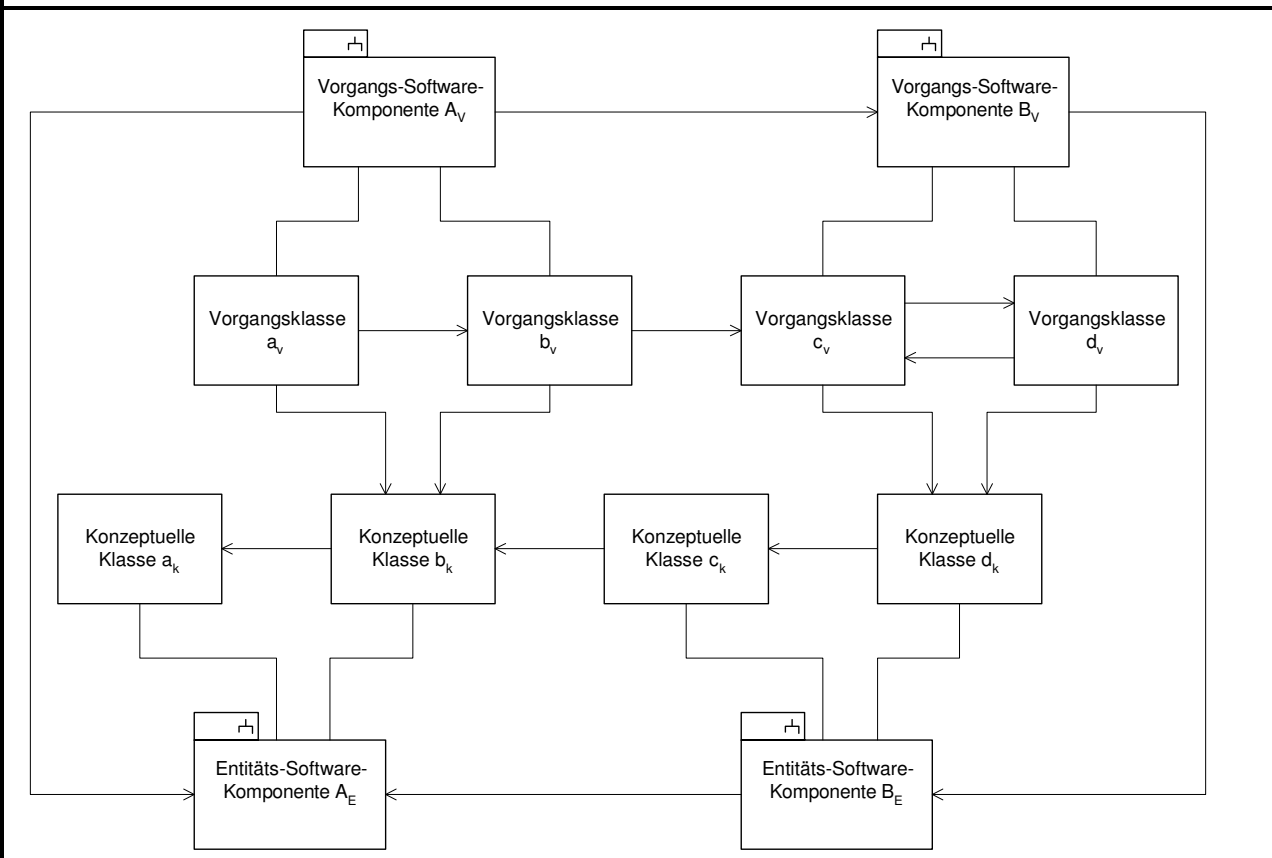 Vorgangs-Software-
Komponente A_V
Vorgangs-Software-
Komponente B_V
Vorgangsklasse
a_v
Vorgangsklasse
b_v
Vorgangsklasse
c_v
Vorgangsklasse
d_v
Konzeptuelle
Klasse a_k
Konzeptuelle
Klasse b_k
Konzeptuelle
Klasse c_k
Konzeptuelle
Klasse d_k
Entitäts-Software-
Komponente A_E
Entitäts-Software-
Komponente B_E